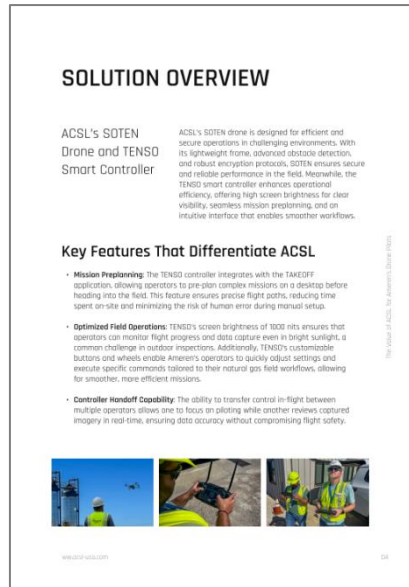 SOLUTION OVERVIEW
ACSL's SOTEN
Drone and TENSO
Smart Controller
ACSL's SOTEN drone is designed for efficient and
secure operations in challenging environments. With
its lightweight frame, advanced obstacle detection,
and robust encryption protocols, SOTEN ensures secure
and reliable performance in the field. Meanwhile, the
TENSO smart controller enhances operational
efficiency, offering high screen brightness for clear
visibility, seamless mission preplanning, and an
intuitive interface that enables smoother workflows.
Key Features That Differentiate ACSL
• Mission Preplanning: The TENSO controller integrates with the TAKEOFF
application, allowing operators to pre-plan complex missions on a desktop before
heading into the field. This feature ensures precise flight paths, reducing time
spent on-site and minimizing the risk of human error during manual setup.
• Optimized Field Operations: TENSO's screen brightness of 1000 nits ensures that
operators can monitor flight progress and data capture even in bright sunlight, a
common challenge in outdoor inspections. Additionally, TENSO's customizable
buttons and wheels enable Ameren's operators to quickly adjust settings and
execute specific commands tailored to their natural gas field workflows, allowing
for smoother, more efficient missions.
• Controller Handoff Capability: The ability to transfer control in-flight between
multiple operators allows one to focus on piloting while another reviews captured
imagery in real-time, ensuring data accuracy without compromising flight safety.
The Value of ACSL for Ameren's Drone Pilots
www.acsl-usa.com
04